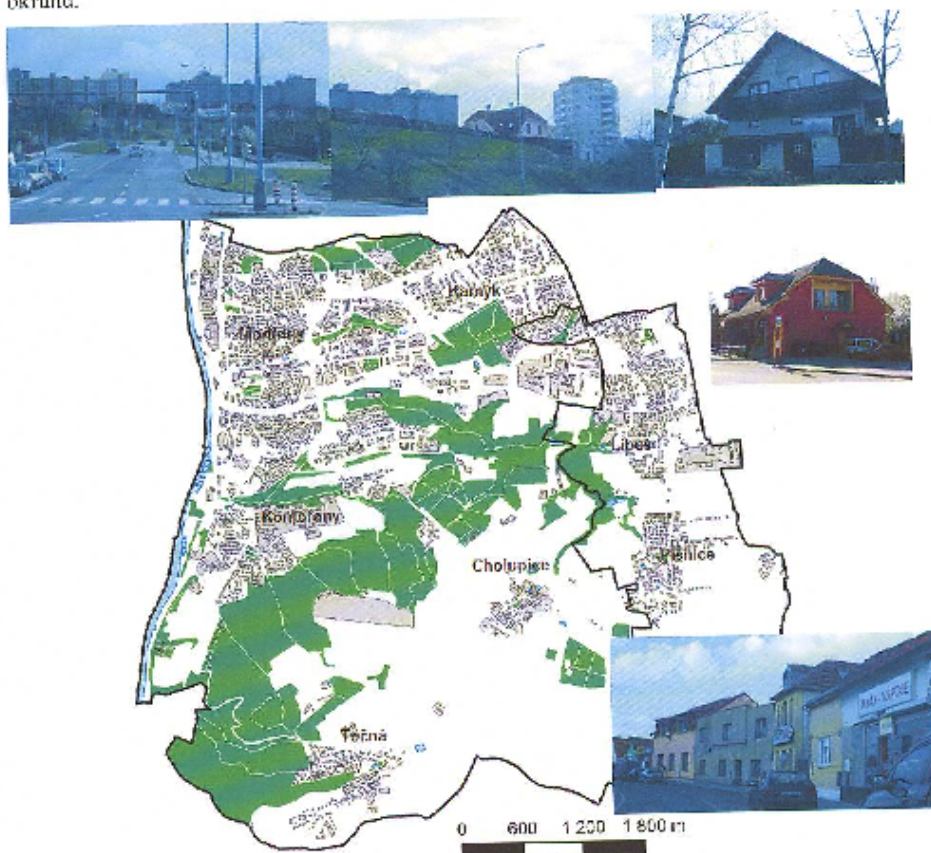 okruhu.
Kamýk
Modřany
Libuš
Komořany
Cholupice
Písnice
Točná
0 600 1 200 1 800 m